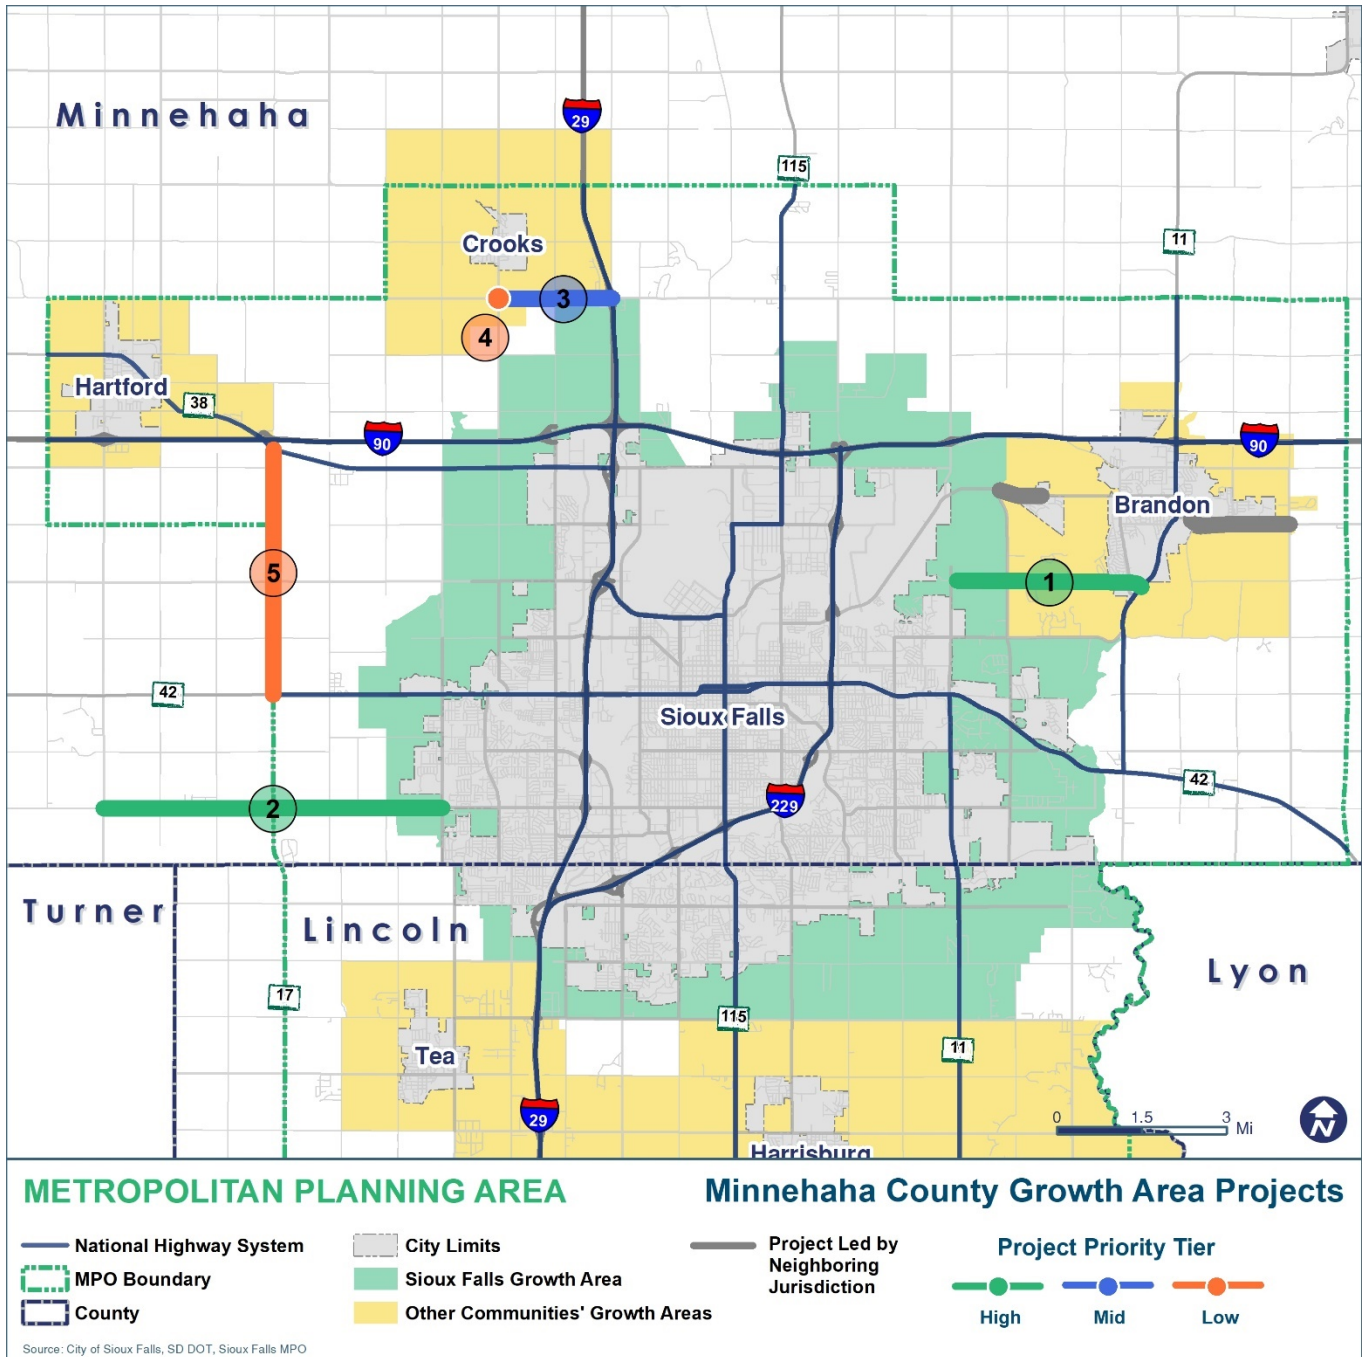 Minnehaha
29
115
11
Crooks
3
4
Hartford
38
90
90
Brandon
5
1
42
Sioux Falls
42
2
229
Turner
Lincoln
Lyon
17
115
11
Tea
29
0 1.5 3 Mi
N
Harrisburg
METROPOLITAN PLANNING AREA
National Highway System
MPO Boundary
County
City Limits
Sioux Falls Growth Area
Other Communities' Growth Areas
Minnehaha County Growth Area Projects
Project Led by
Neighboring
Jurisdiction
Project Priority Tier
High Mid Low
Source: City of Sioux Falls, SD DOT, Sioux Falls MPO